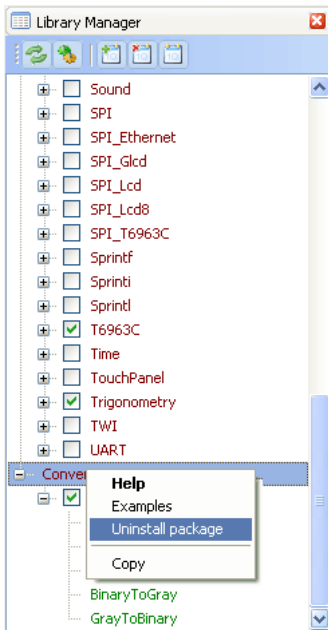 Library Manager
Sound
SPI
SPI_Ethernet
SPI_Glcd
SPI_Lcd
SPI_Lcd8
SPI_T6963C
Sprintf
Sprinti
Sprintl
T6963C
Time
TouchPanel
Trigonometry
TWI
UART
Conver
Help
Examples
Uninstall package
Copy
BinaryToGray
GrayToBinary